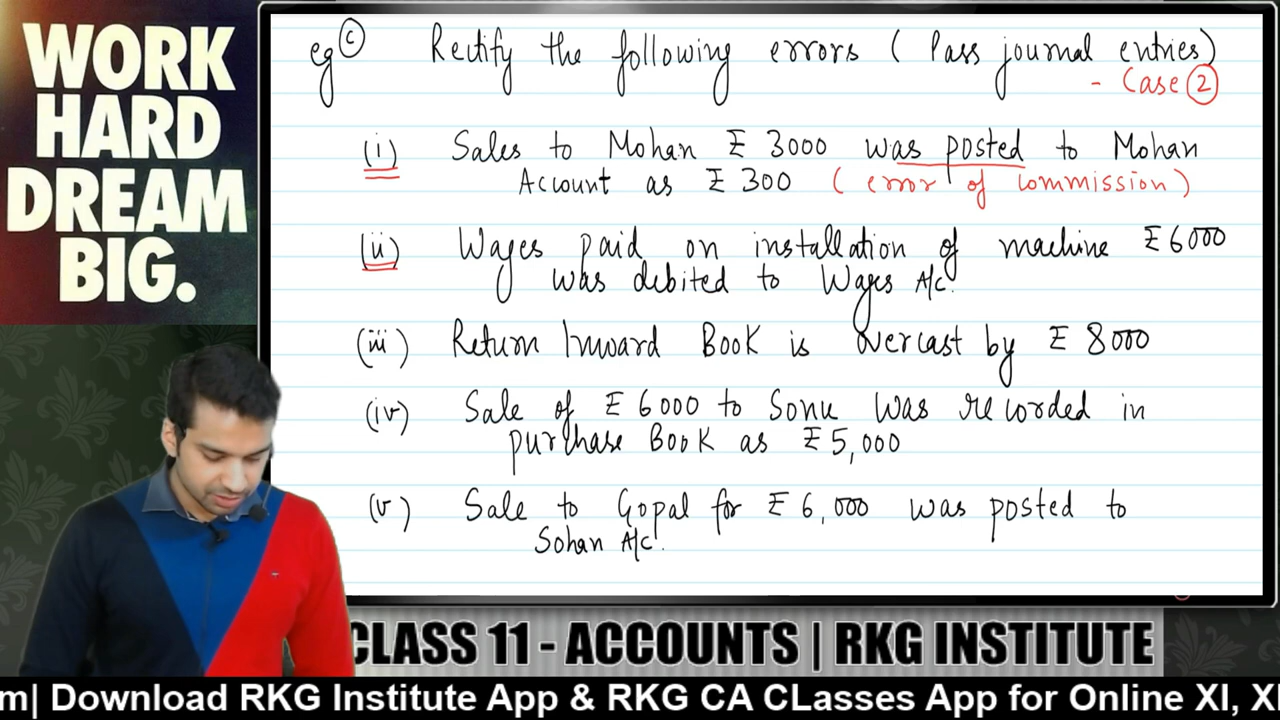 WORK
HARD
DREAM
BIG.
eg (c) Rectify the following errors ( Pass journal entries)
- Case (2)
(i) Sales to Mohan ₹ 3000 was posted to Mohan
Account as ₹ 300 ( error of Commission )
(ii) Wages paid on installation of machine ₹ 6000
was debited to Wages A/c.
(iii) Return Inward Book is overcast by ₹ 8000
(iv) Sale of ₹ 6000 to Sonu was recorded in
purchase Book as ₹ 5,000
(v) Sale to Gopal for ₹ 6,000 was posted to
Sohan A/c.
CLASS 11 - ACCOUNTS | RKG INSTITUTE
m| Download RKG Institute App & RKG CA CLasses App for Online XI, XI